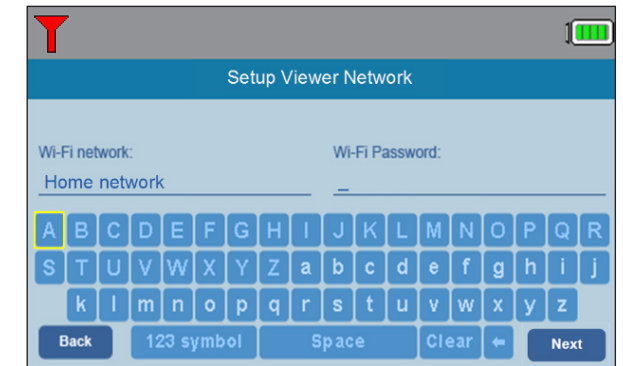 Setup Viewer Network
Wi-Fi network: Wi-Fi Password:
Home network _
A B C D E F G H I J K L M N O P Q R
S T U V W X Y Z a b c d e f g h i j
k l m n o p q r s t u v w x y z
Back 123 symbol Space Clear ← Next